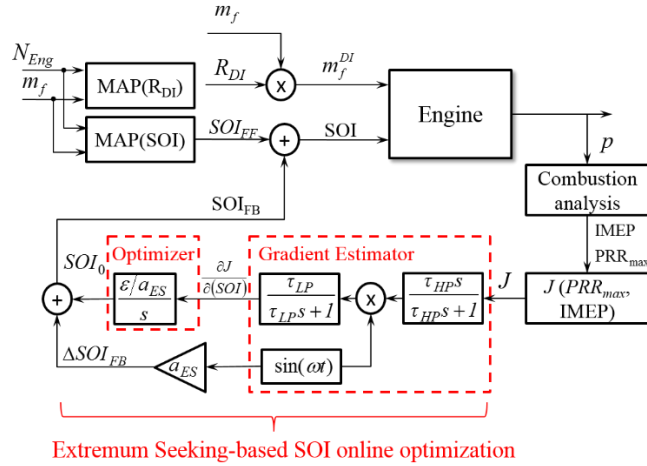 m_f
N_Eng
m_f
MAP(R_DI)
R_DI
x
m_f^DI
Engine
MAP(SOI)
SOI_FF
+
SOI
p
Combustion
analysis
SOI_FB
IMEP
PRR_max
Optimizer
Gradient Estimator
SOI_0
+
ε/a_ES
s
∂J
∂(SOI)
τ_LP
τ_LP s+1
x
τ_HP s
τ_HP s+1
J
J (PRR_max,
IMEP)
ΔSOI_FB
a_ES
sin(ωt)
Extremum Seeking-based SOI online optimization